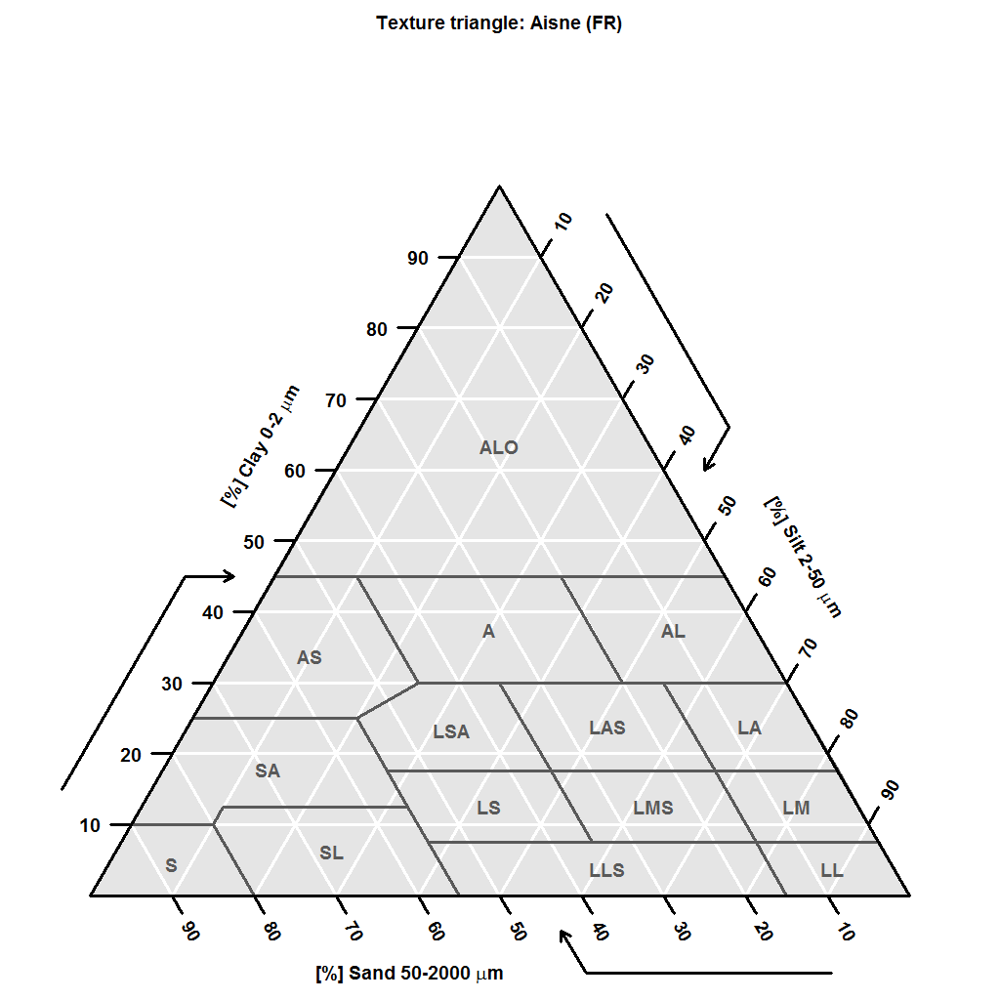 Texture triangle: Aisne (FR)
10
90
20
80
30
70
[%] Clay 0-2 µm
40
ALO
60
50
[%] Silt 2-50 µm
50
60
40
A
AL
70
AS
30
80
LSA
LAS
LA
20
SA
90
LS
LMS
LM
10
SL
S
LLS
LL
90
80
70
60
50
40
30
20
10
[%] Sand 50-2000 µm